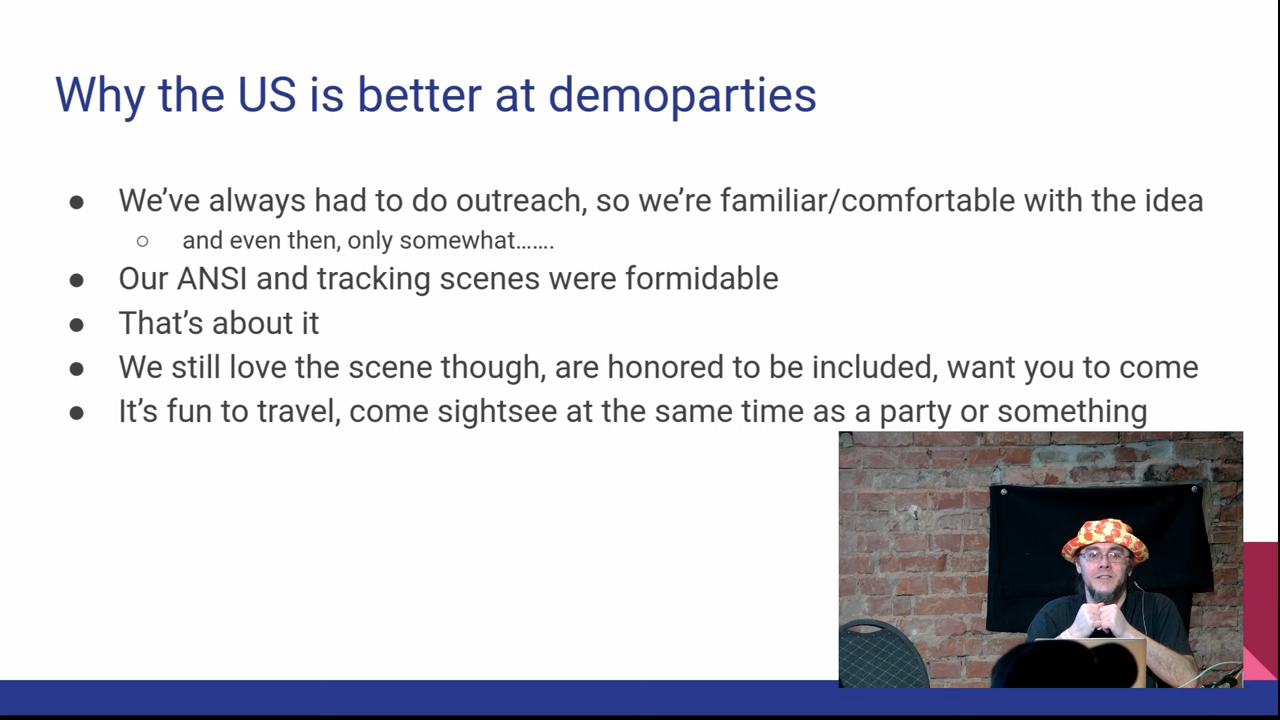 Why the US is better at demoparties
● We’ve always had to do outreach, so we’re familiar/comfortable with the idea
○ and even then, only somewhat…….
● Our ANSI and tracking scenes were formidable
● That’s about it
● We still love the scene though, are honored to be included, want you to come
● It’s fun to travel, come sightsee at the same time as a party or something